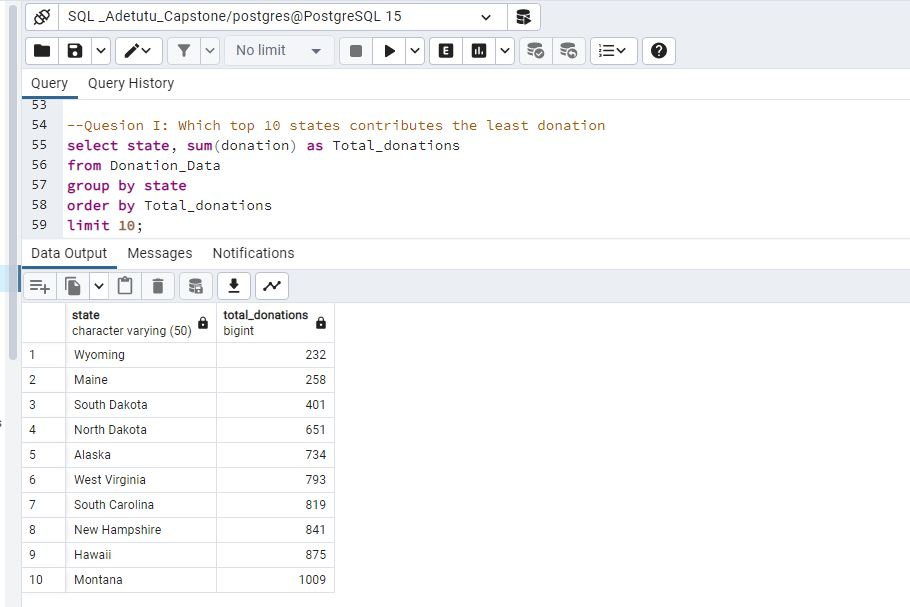 SQL _Adetutu_Capstone/postgres@PostgreSQL 15
No limit
E
Query Query History
53
54 --Quesion I: Which top 10 states contributes the least donation
55 select state, sum(donation) as Total_donations
56 from Donation_Data
57 group by state
58 order by Total_donations
59 limit 10;
Data Output Messages Notifications
state total_donations
character varying (50) bigint
1 Wyoming 232
2 Maine 258
3 South Dakota 401
4 North Dakota 651
5 Alaska 734
6 West Virginia 793
7 South Carolina 819
8 New Hampshire 841
9 Hawaii 875
10 Montana 1009